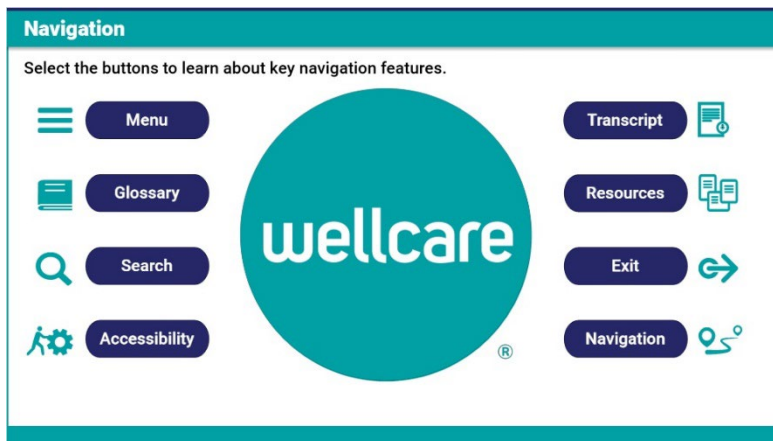 Navigation
Select the buttons to learn about key navigation features.
Menu
Glossary
Search
Accessibility
wellcare
®
Transcript
Resources
Exit
Navigation